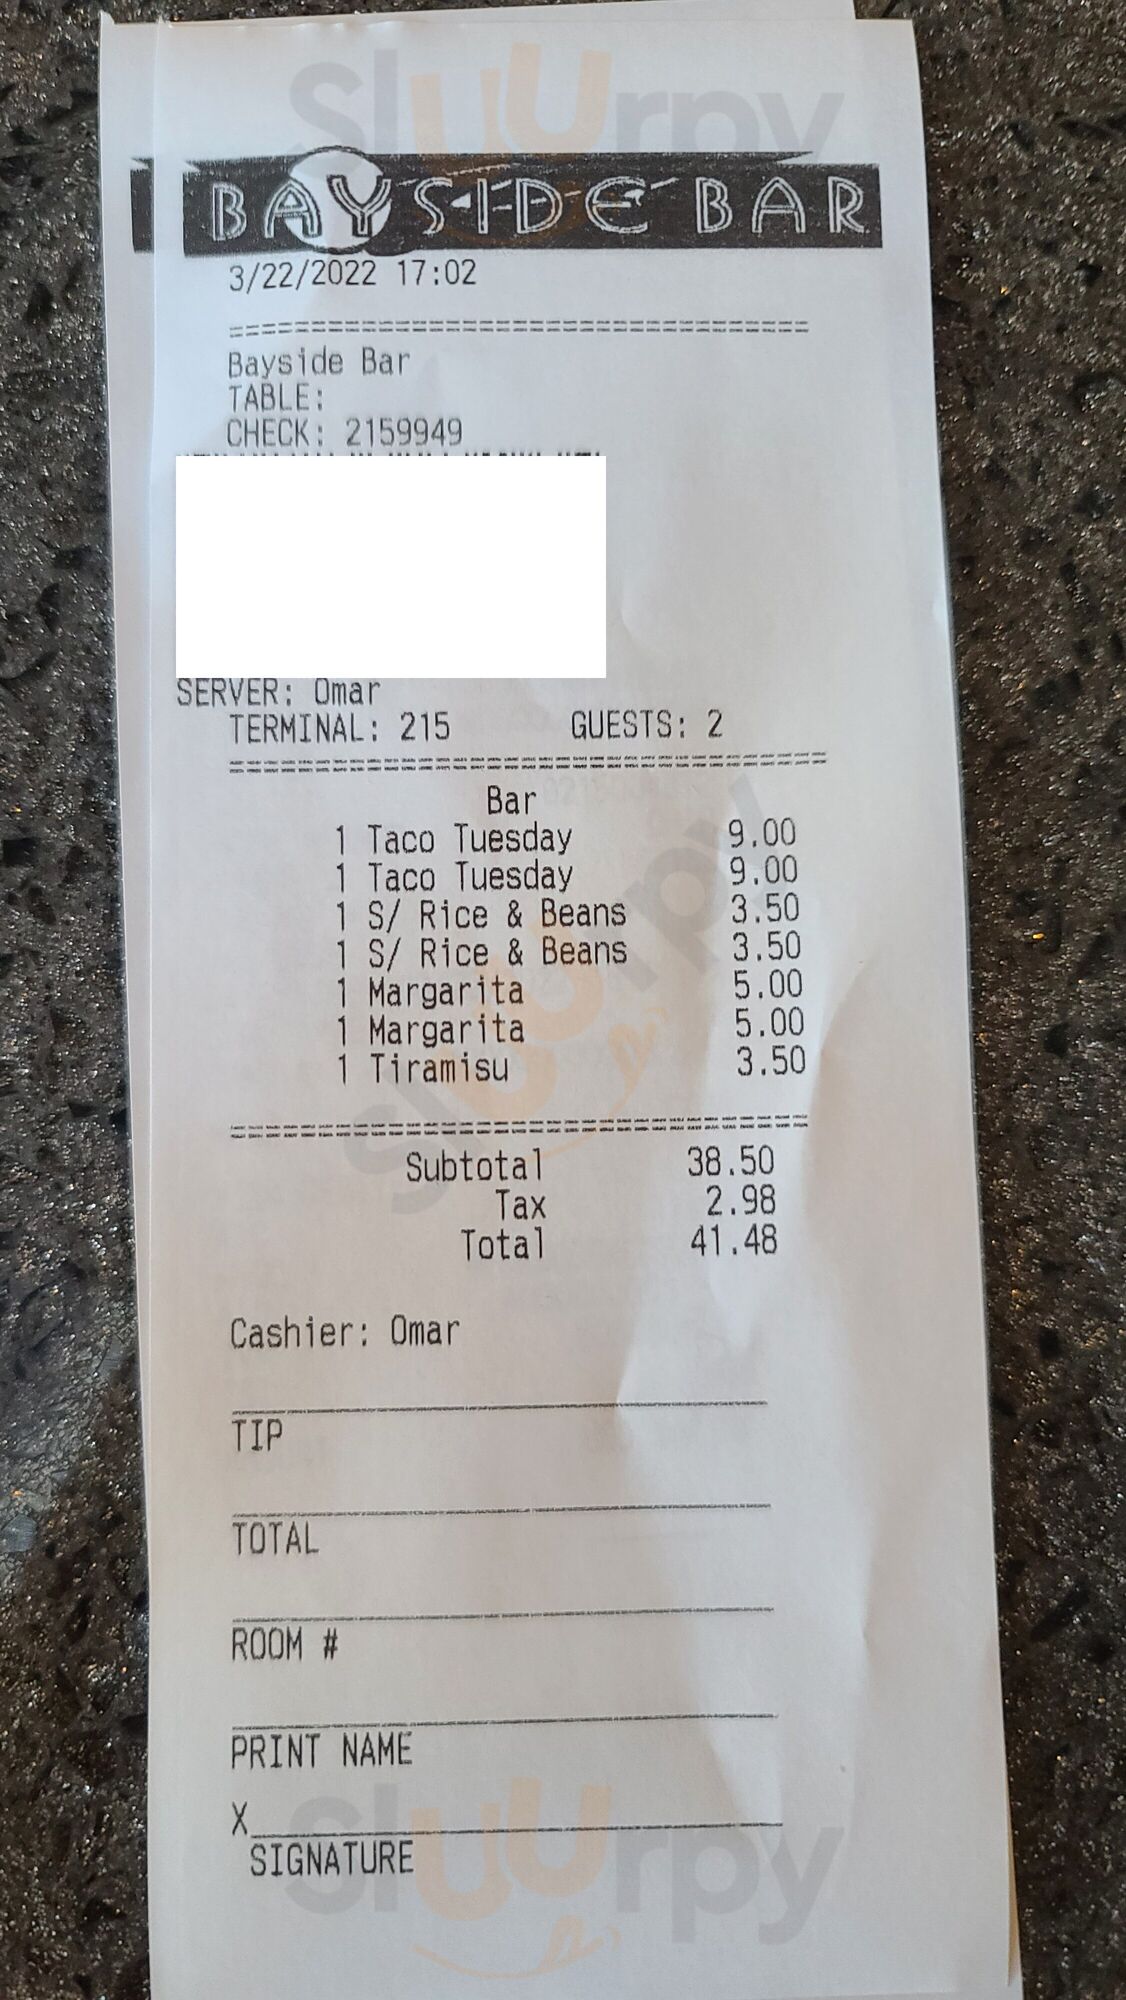 BAYSIDE BAR
3/22/2022 17:02
================================
Bayside Bar
TABLE:
CHECK: 2159949
SERVER: Omar
TERMINAL: 215 GUESTS: 2
================================
Bar
1 Taco Tuesday 9.00
1 Taco Tuesday 9.00
1 S/ Rice & Beans 3.50
1 S/ Rice & Beans 3.50
1 Margarita 5.00
1 Margarita 5.00
1 Tiramisu 3.50
================================
Subtotal 38.50
Tax 2.98
Total 41.48
Cashier: Omar
TIP
TOTAL
ROOM #
PRINT NAME
X
SIGNATURE
Sluurpy
Sluurpy
Sluurpy